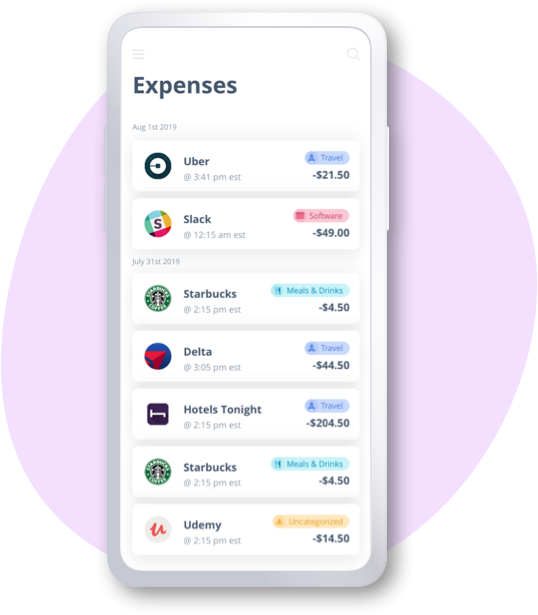 Expenses
Aug 1st 2019
Uber
Travel
@ 3:41 pm est
-$21.50
Slack
Software
@ 12:15 am est
-$49.00
July 31st 2019
Starbucks
Meals & Drinks
@ 2:15 pm est
-$4.50
Delta
Travel
@ 3:05 pm est
-$44.50
Hotels Tonight
Travel
@ 2:15 pm est
-$204.50
Starbucks
Meals & Drinks
@ 2:15 pm est
-$4.50
Udemy
Uncategorized
@ 2:15 pm est
-$14.50